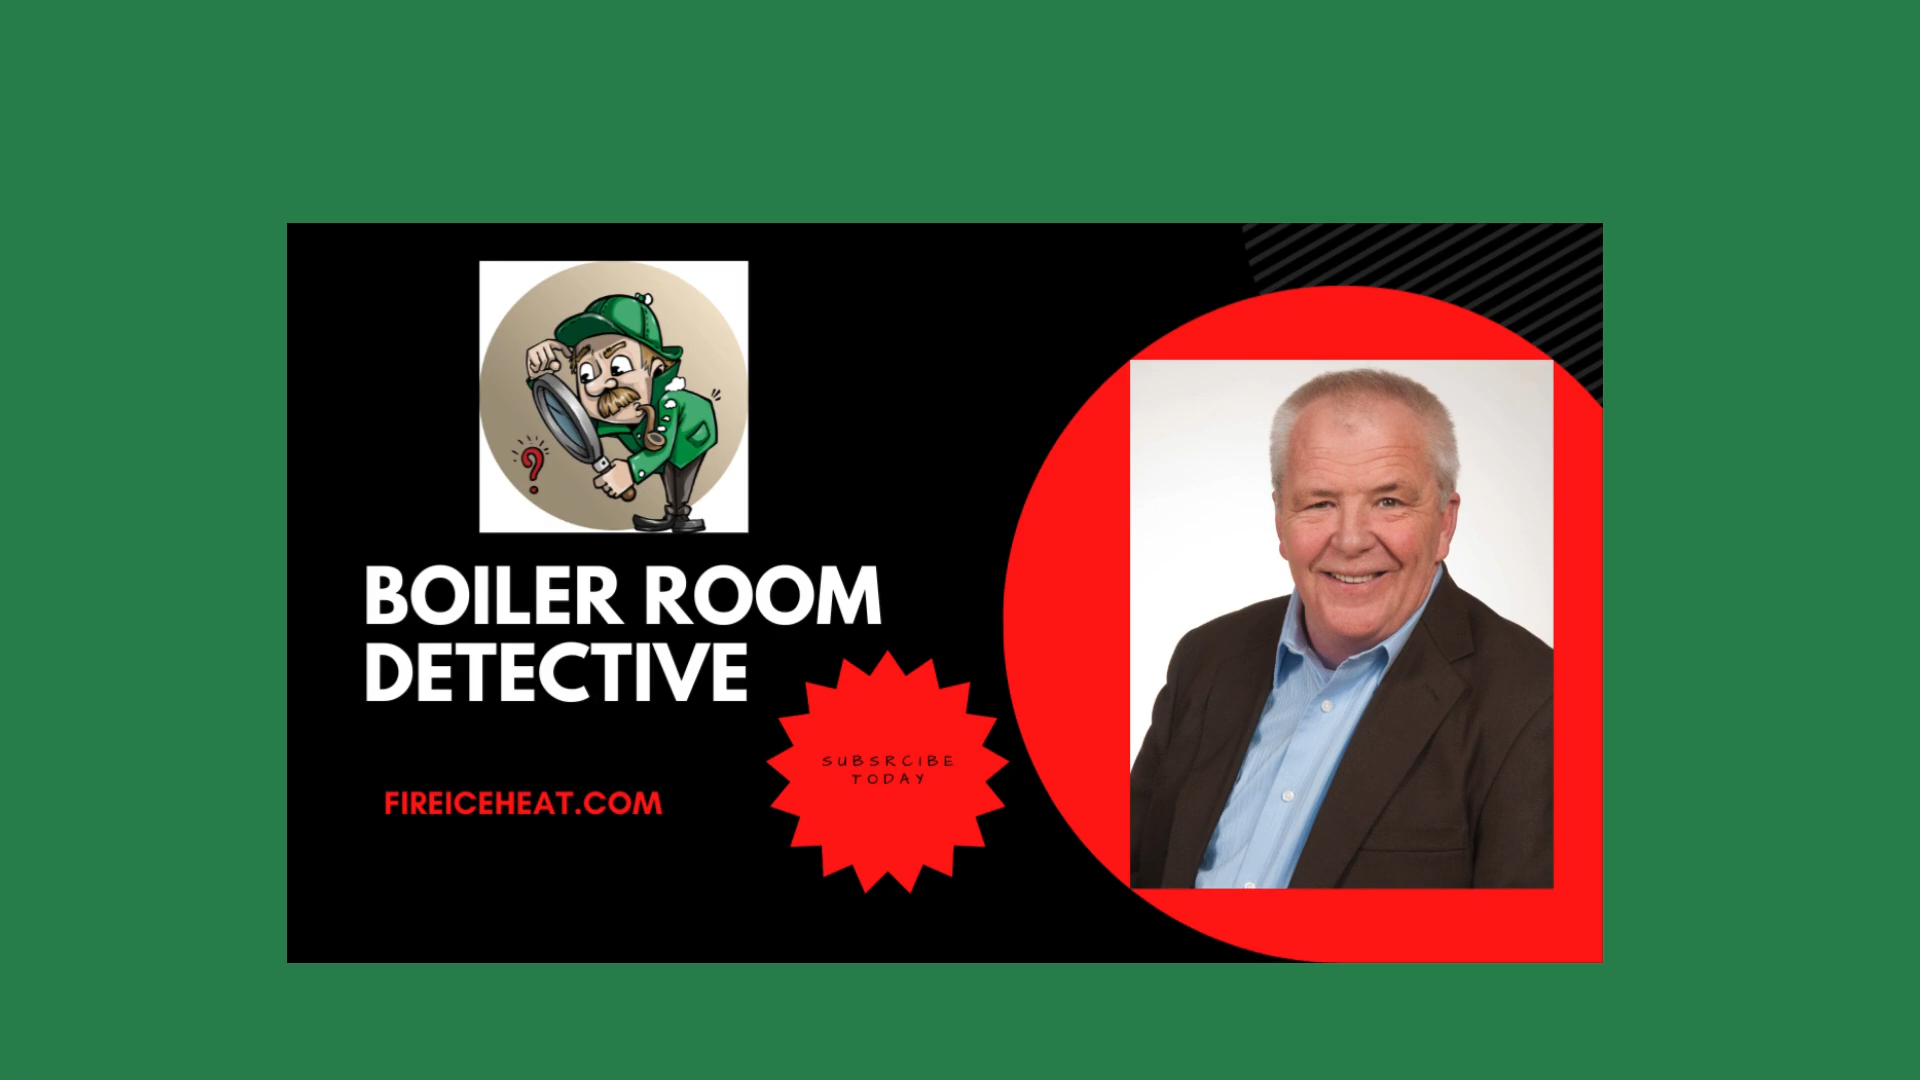 ?
BOILER ROOM
DETECTIVE
SUBSRCIBE
TODAY
FIREICEHEAT.COM